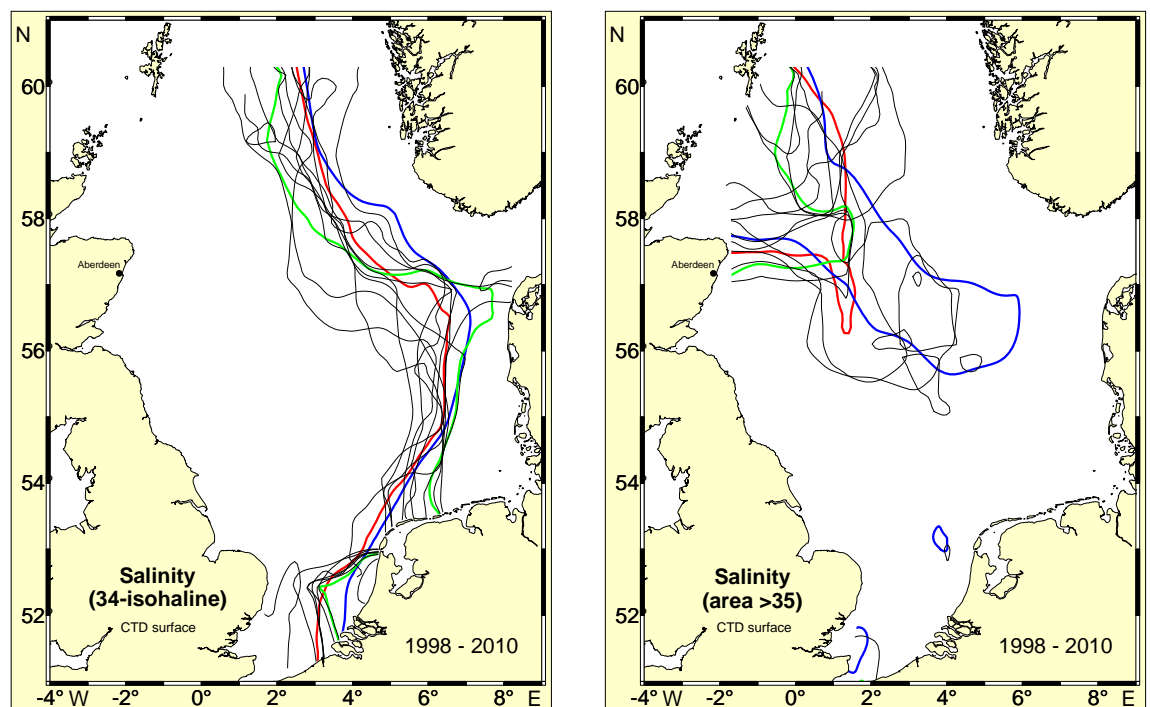 N
60
58
56
54
52
Aberdeen
Salinity
(34-isohaline)
CTD surface
1998 - 2010
-4° W -2° 0° 2° 4° 6° 8° E
N
60
58
56
54
52
Aberdeen
Salinity
(area >35)
CTD surface
1998 - 2010
-4° W -2° 0° 2° 4° 6° 8° E